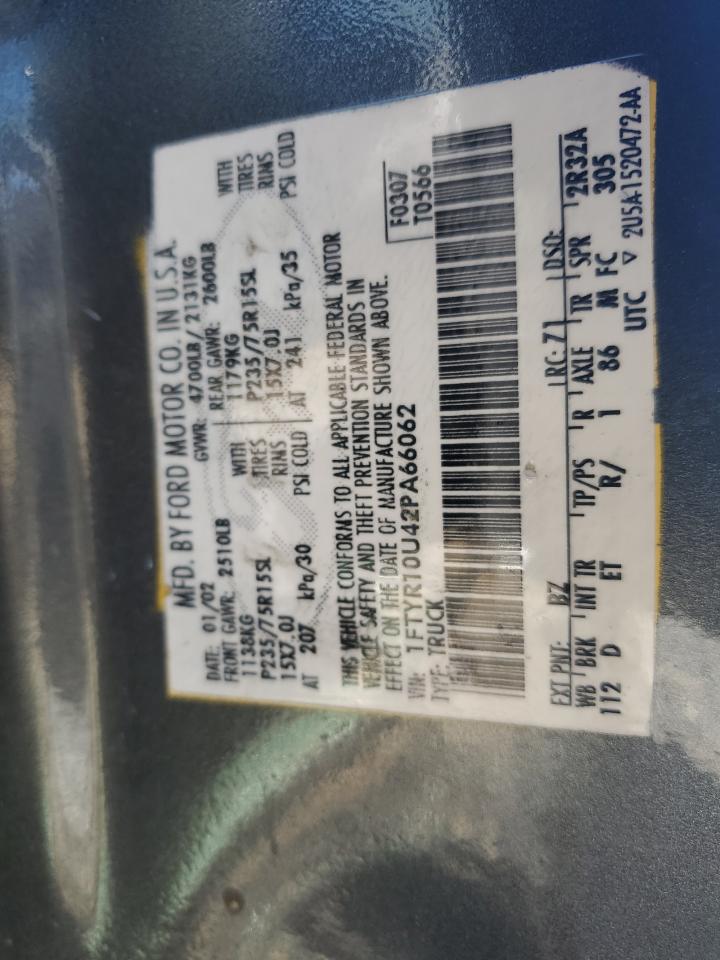 MFD. BY FORD MOTOR CO. IN U.S.A.
DATE: 01/02 GVWR: 4700LB/ 2131KG
FRONT GAWR: 2510LB REAR GAWR: 2600LB
1138KG WITH 1179KG WITH
P235/75R15SL TIRES P235/75R15SL TIRES
15X7.0J RIMS 15X7.0J RIMS
AT 207 kPa/30 PSI COLD AT 241 kPa/35 PSI COLD
THIS VEHICLE CONFORMS TO ALL APPLICABLE FEDERAL MOTOR
VEHICLE SAFETY AND THEFT PREVENTION STANDARDS IN
EFFECT ON THE DATE OF MANUFACTURE SHOWN ABOVE.
VIN: 1FTYR10U42PA66062 F0307
TYPE: TRUCK T0566
EXT PNT: BZ RC: 71 DSO:
WB BRK INT TR TP/PS R AXLE TR SPR 2R32A
112 D ET R/ 1 86 M FC 305
UTC ▽ 2U5A-1520472-AA